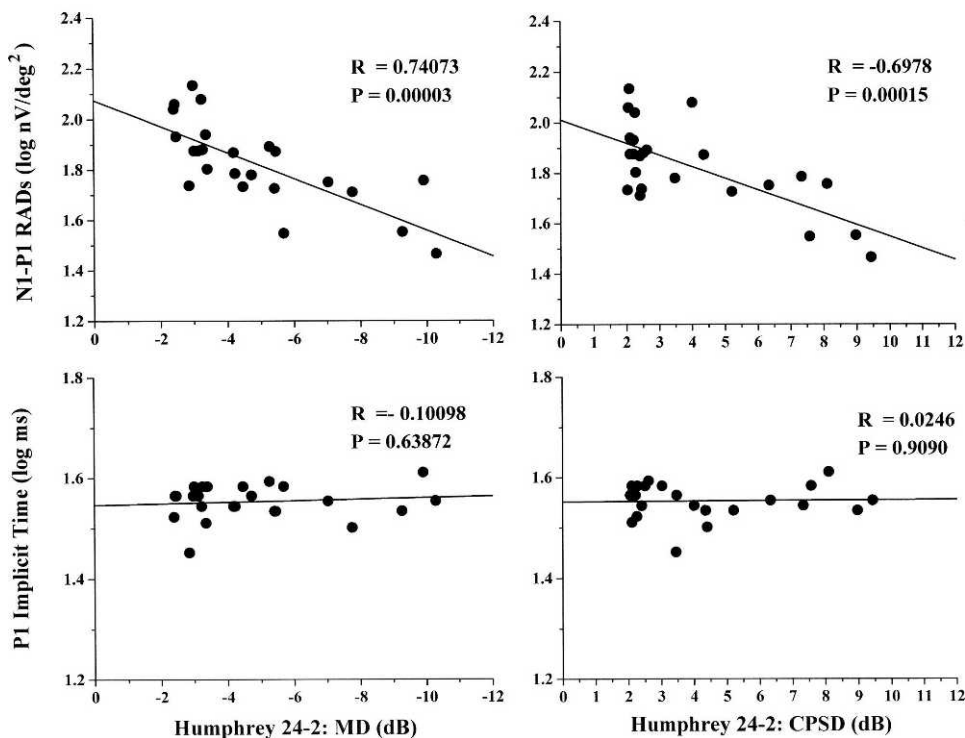 N1-P1 RADs (log nV/deg²)
2.4
2.2
2.0
1.8
1.6
1.4
1.2
R = 0.74073
P = 0.00003
0 -2 -4 -6 -8 -10 -12
2.4
2.2
2.0
1.8
1.6
1.4
1.2
R = -0.6978
P = 0.00015
0 1 2 3 4 5 6 7 8 9 10 11 12
P1 Implicit Time (log ms)
1.8
1.6
1.4
1.2
R =- 0.10098
P = 0.63872
0 -2 -4 -6 -8 -10 -12
Humphrey 24-2: MD (dB)
1.8
1.6
1.4
1.2
R = 0.0246
P = 0.9090
0 1 2 3 4 5 6 7 8 9 10 11 12
Humphrey 24-2: CPSD (dB)